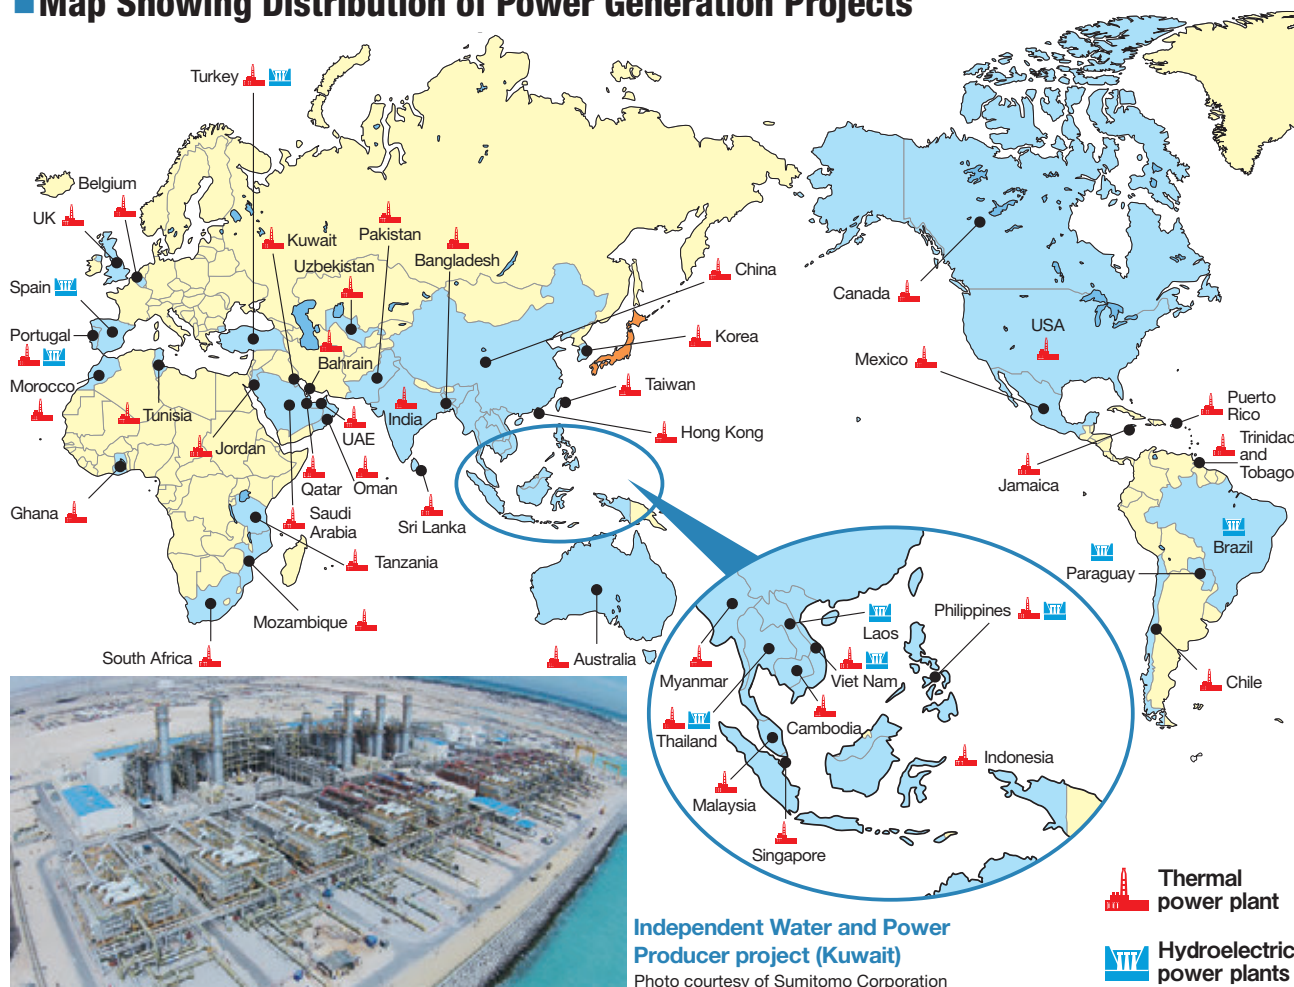 Map Showing Distribution of Power Generation Projects
Turkey
Belgium
UK
Kuwait
Pakistan
Bangladesh
Uzbekistan
China
Spain
Canada
USA
Portugal
Korea
Bahrain
Mexico
Morocco
Taiwan
Tunisia
India
Puerto
Rico
UAE
Hong Kong
Jordan
Trinidad
and
Tobago
Jamaica
Qatar
Oman
Ghana
Saudi
Arabia
Sri Lanka
Brazil
Tanzania
Paraguay
Mozambique
Philippines
Laos
South Africa
Australia
Myanmar
Viet Nam
Chile
Thailand
Cambodia
Indonesia
Malaysia
Singapore
Thermal
power plant
Independent Water and Power
Producer project (Kuwait)
Photo courtesy of Sumitomo Corporation
Hydroelectric
power plants